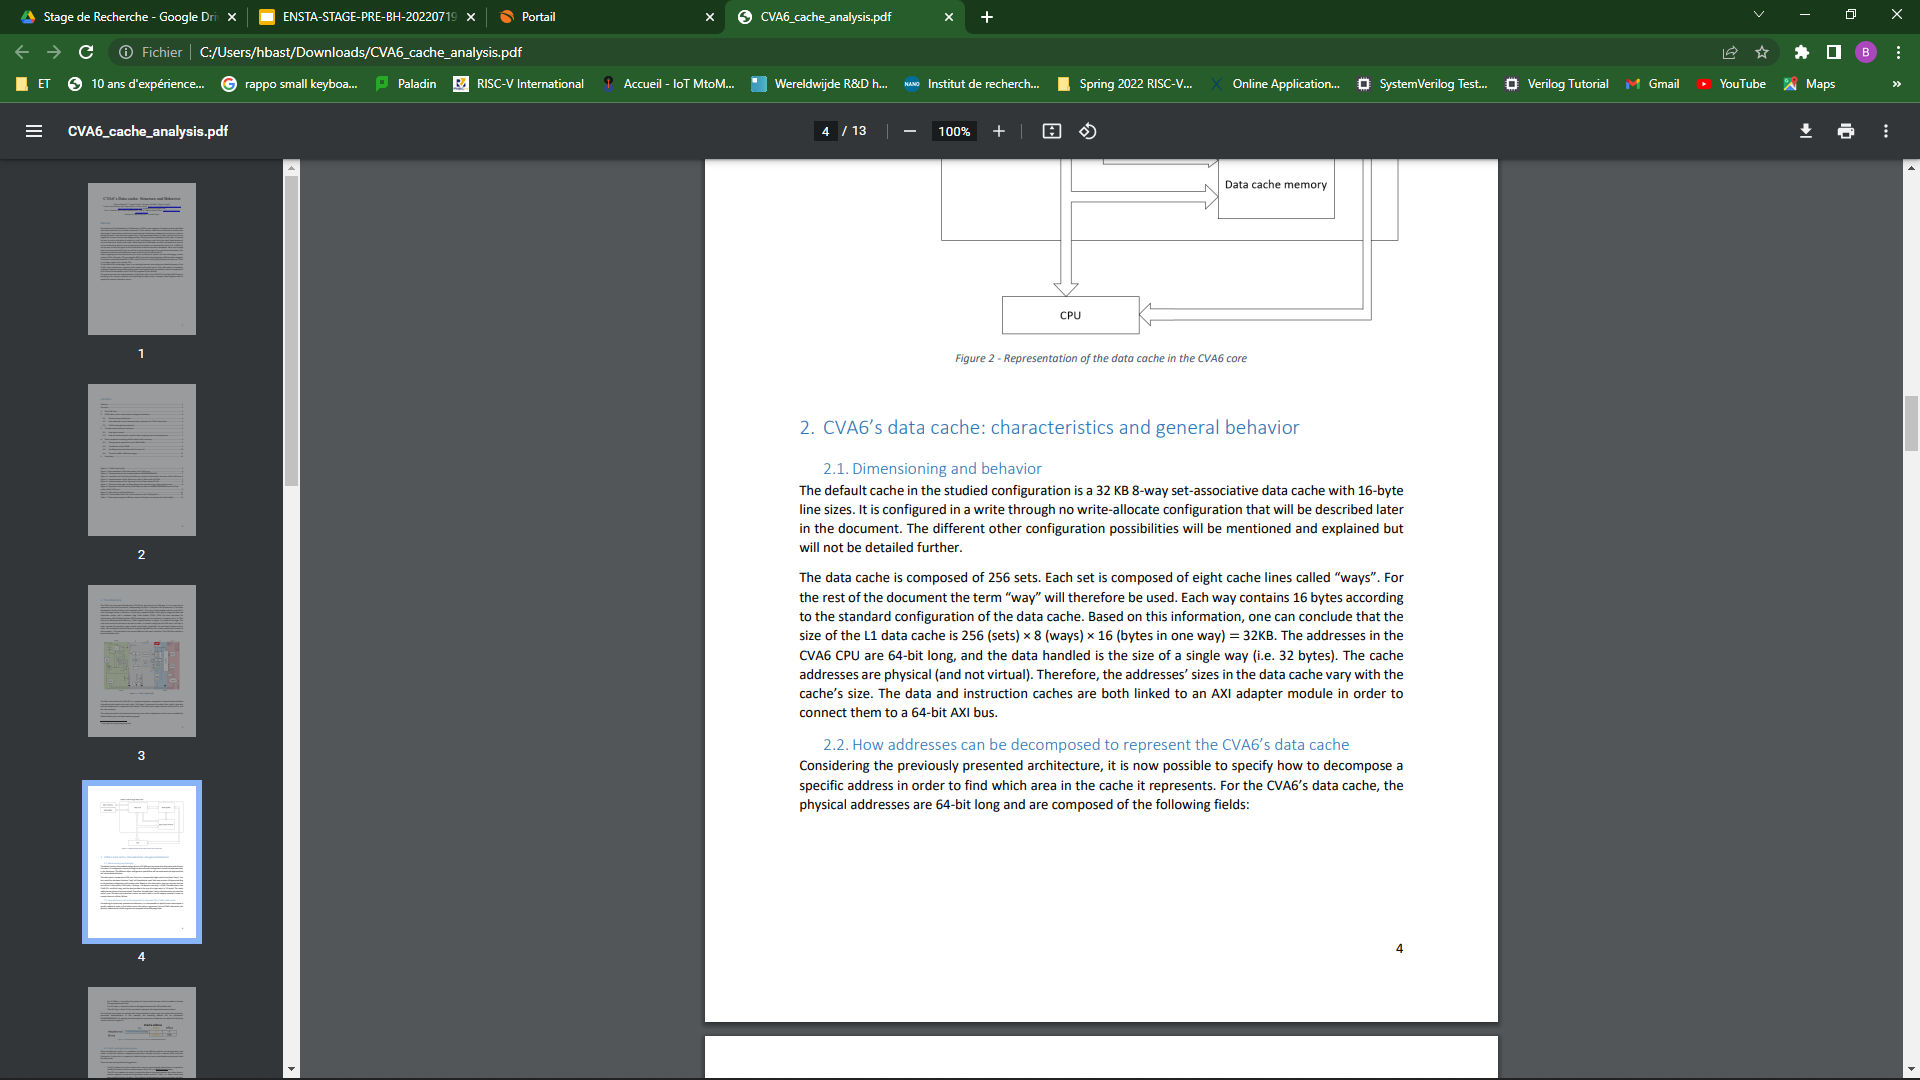 Stage de Recherche - Google Dri
ENSTA-STAGE-PRE-BH-20220719
Portail
CVA6_cache_analysis.pdf
Fichier
C:/Users/hbast/Downloads/CVA6_cache_analysis.pdf
B
ET
10 ans d'expérience...
rappo small keyboa...
Paladin
RISC-V International
Accueil - IoT MtoM...
Wereldwijde R&D h...
Institut de recherch...
Spring 2022 RISC-V...
Online Application...
SystemVerilog Test...
Verilog Tutorial
Gmail
YouTube
Maps
»
CVA6_cache_analysis.pdf
4 / 13
100%
1
2
3
4
Data cache memory
CPU
Figure 2 - Representation of the data cache in the CVA6 core
2. CVA6's data cache: characteristics and general behavior
2.1. Dimensioning and behavior
The default cache in the studied configuration is a 32 KB 8-way set-associative data cache with 16-byte
line sizes. It is configured in a write through no write-allocate configuration that will be described later
in the document. The different other configuration possibilities will be mentioned and explained but
will not be detailed further.
The data cache is composed of 256 sets. Each set is composed of eight cache lines called “ways”. For
the rest of the document the term “way” will therefore be used. Each way contains 16 bytes according
to the standard configuration of the data cache. Based on this information, one can conclude that the
size of the L1 data cache is 256 (sets) × 8 (ways) × 16 (bytes in one way) = 32KB. The addresses in the
CVA6 CPU are 64-bit long, and the data handled is the size of a single way (i.e. 32 bytes). The cache
addresses are physical (and not virtual). Therefore, the addresses' sizes in the data cache vary with the
cache's size. The data and instruction caches are both linked to an AXI adapter module in order to
connect them to a 64-bit AXI bus.
2.2. How addresses can be decomposed to represent the CVA6's data cache
Considering the previously presented architecture, it is now possible to specify how to decompose a
specific address in order to find which area in the cache it represents. For the CVA6's data cache, the
physical addresses are 64-bit long and are composed of the following fields:
4